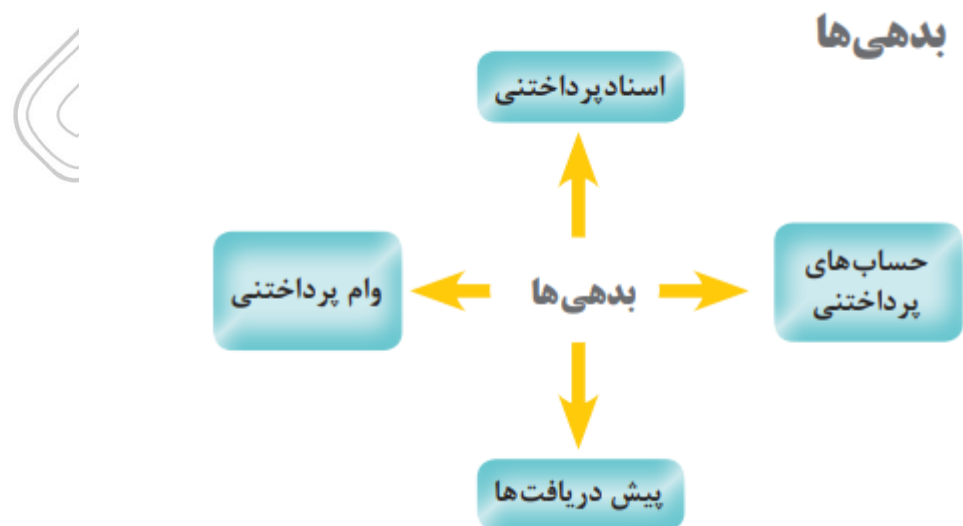 بدهی‌ها
اسناد پرداختنی
حساب‌های
پرداختنی
بدهی‌ها
وام پرداختنی
پیش دریافت‌ها